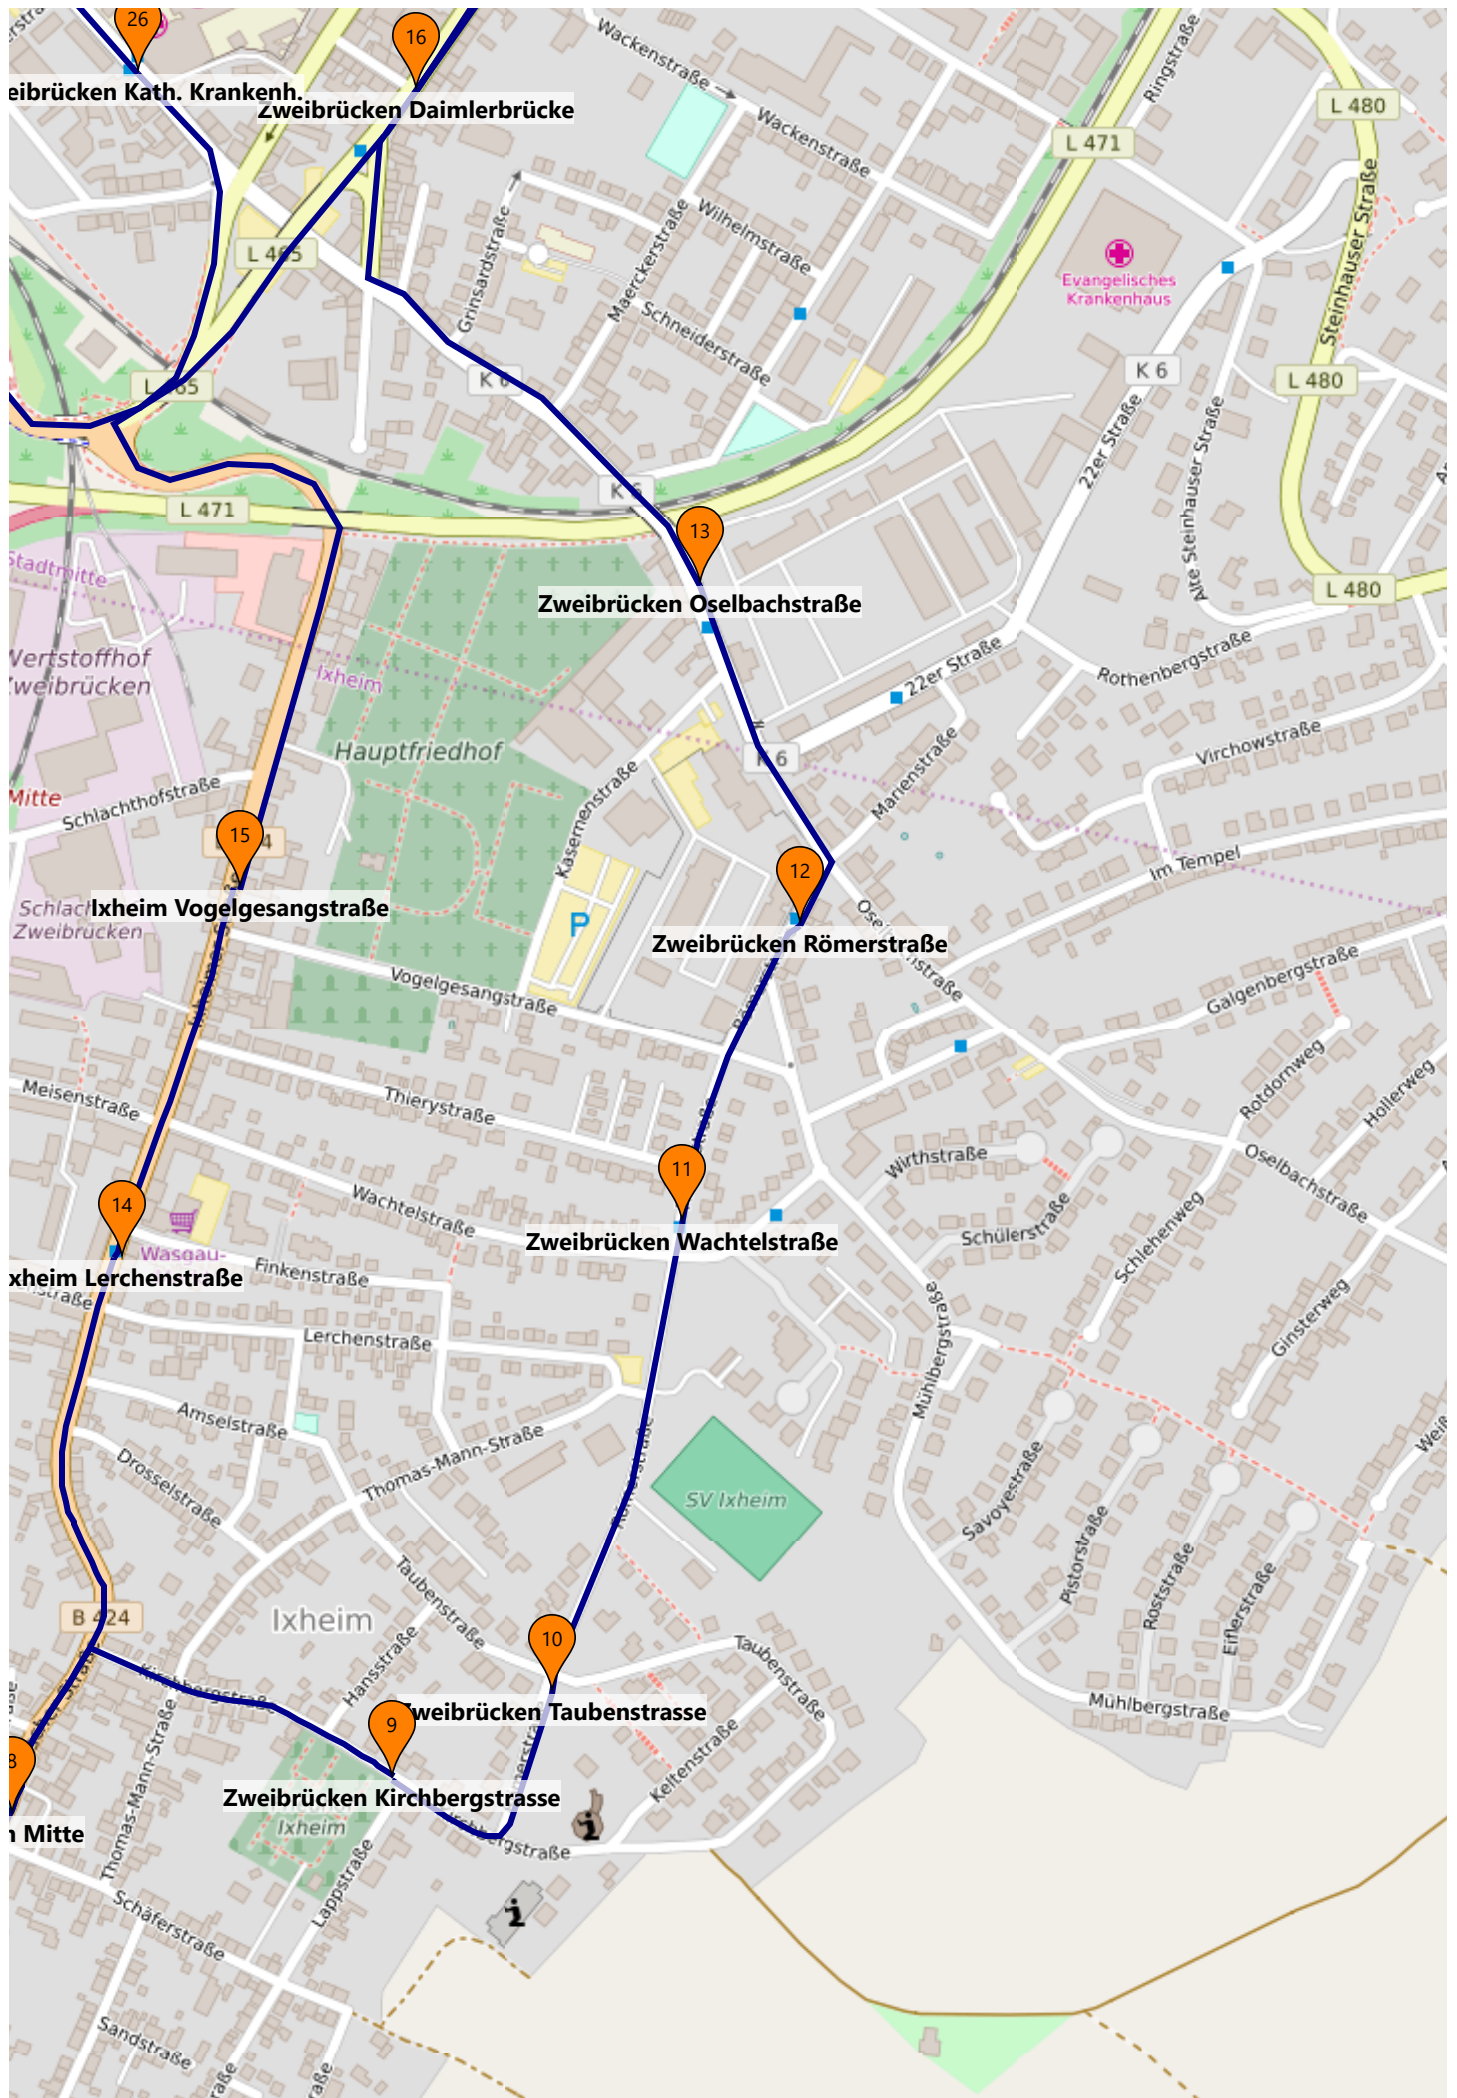 26
16
eibrücken Kath. Krankenh.
Zweibrücken Daimlerbrücke
Wackenstraße
Wackenstraße
Ringstraße
L 480
L 471
Wilhelmstraße
L 465
Grinsardstraße
Maerckerstraße
Schneiderstraße
Evangelisches
Krankenhaus
Steinhauser Straße
K 6
L 480
L 465
22er Straße
Alte Steinhauser Straße
K 6
L 471
13
Stadtmitte
Zweibrücken Oselbachstraße
L 480
Wertstoffhof
Zweibrücken
Ixheim
22er Straße
Rothenbergstraße
Hauptfriedhof
K 6
Virchowstraße
Mitte
Schlachthofstraße
Kasernenstraße
Marienstraße
15
12
Im Tempel
Ixheim Vogelgesangstraße
Zweibrücken
P
Zweibrücken Römerstraße
Galgenbergstraße
Vogelgesangstraße
Meisenstraße
Thierystraße
Rotdornweg
Hollerweg
11
Wirthstraße
Oselbachstraße
14
Wachtelstraße
Schülerstraße
Schlehenweg
Zweibrücken Wachtelstraße
Wasgau-
xheim Lerchenstraße
Finkenstraße
Lerchenstraße
Ginsterweg
Mühlbergstraße
Amselstraße
Thomas-Mann-Straße
Drosselstraße
SV Ixheim
Römerstraße
Savoyestraße
Pistorstraße
Roststraße
Eiflerstraße
Taubenstraße
B 424
Ixheim
10
Taubenstraße
Kirchbergstraße
Hansstraße
Zweibrücken Taubenstrasse
Mühlbergstraße
9
8
Keltenstraße
Zweibrücken Kirchbergstrasse
Thomas-Mann-Straße
Ixheim
n Mitte
Lappstraße
Schäferstraße
Sandstraße